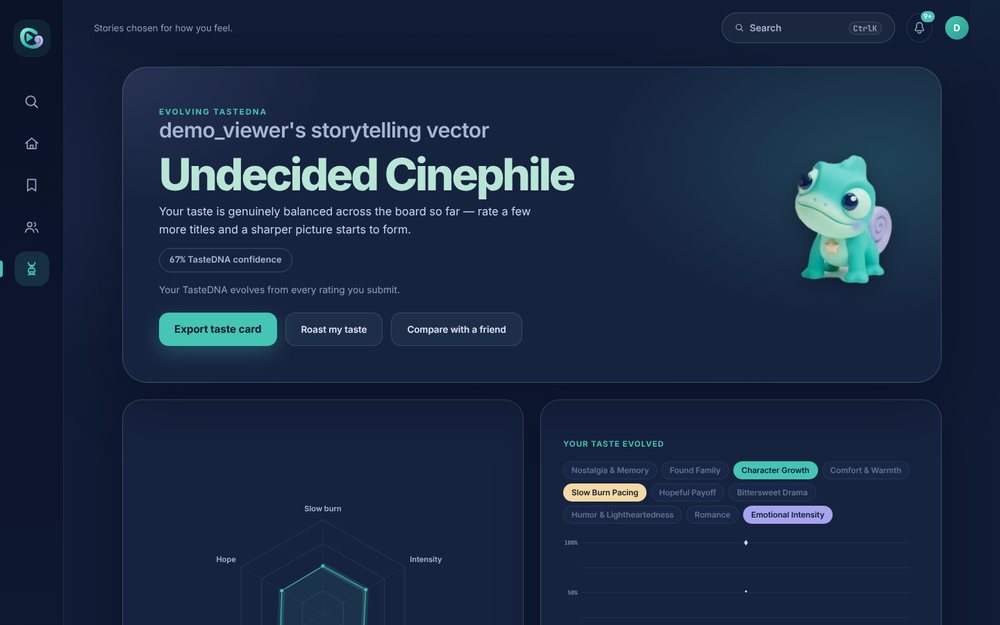 Stories chosen for how you feel.
Search
CtrlK
9+
D
EVOLVING TASTEDNA
demo_viewer's storytelling vector
Undecided Cinephile
Your taste is genuinely balanced across the board so far — rate a few
more titles and a sharper picture starts to form.
67% TasteDNA confidence
Your TasteDNA evolves from every rating you submit.
Export taste card
Roast my taste
Compare with a friend
Slow burn
Hope
Intensity
YOUR TASTE EVOLVED
Nostalgia & Memory
Found Family
Character Growth
Comfort & Warmth
Slow Burn Pacing
Hopeful Payoff
Bittersweet Drama
Humor & Lightheartedness
Romance
Emotional Intensity
100%
50%